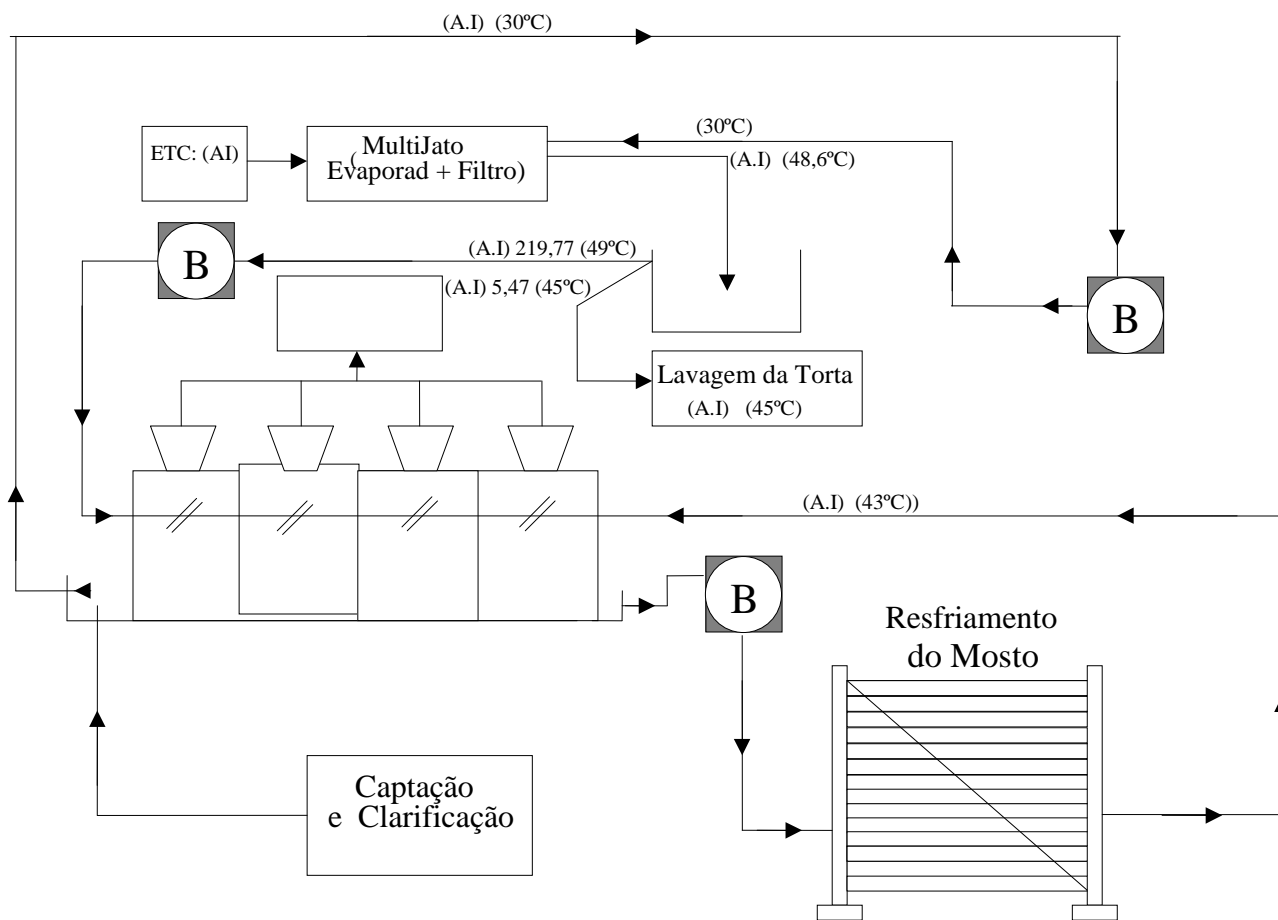 (A.I) (30ºC)
(30ºC)
ETC: (AI)
( MultiJato
Evaporad + Filtro)
(A.I) (48,6ºC)
B
(A.I) 219,77 (49ºC)
(A.I) 5,47 (45ºC)
B
Lavagem da Torta
(A.I) (45ºC)
(A.I) (43ºC))
B
Resfriamento
do Mosto
Captação
e Clarificação